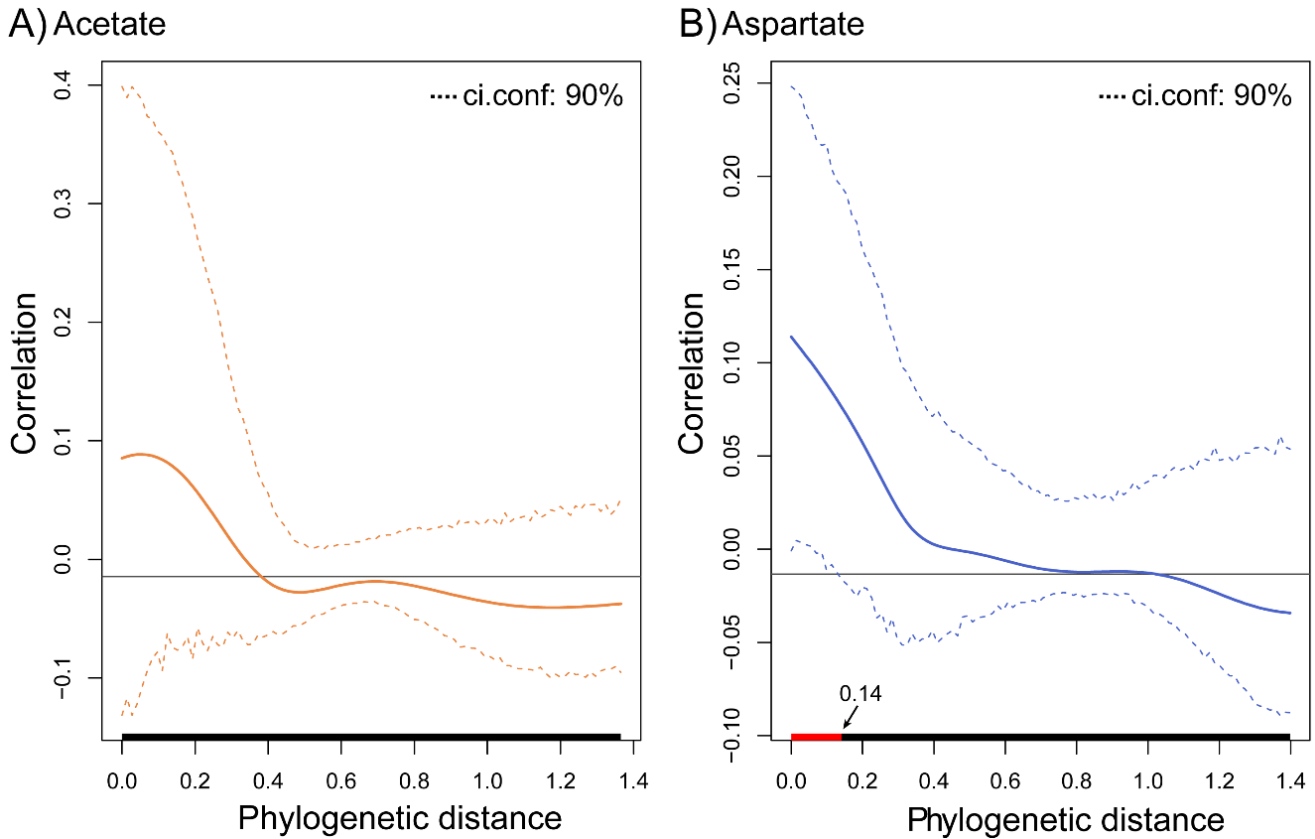 A) Acetate
ci.conf: 90%
0.4
0.3
0.2
0.1
0.0
−0.1
Correlation
0.0 0.2 0.4 0.6 0.8 1.0 1.2 1.4
Phylogenetic distance
B) Aspartate
ci.conf: 90%
0.25
0.20
0.15
0.10
0.05
0.00
−0.05
−0.10
Correlation
0.14
0.0 0.2 0.4 0.6 0.8 1.0 1.2 1.4
Phylogenetic distance